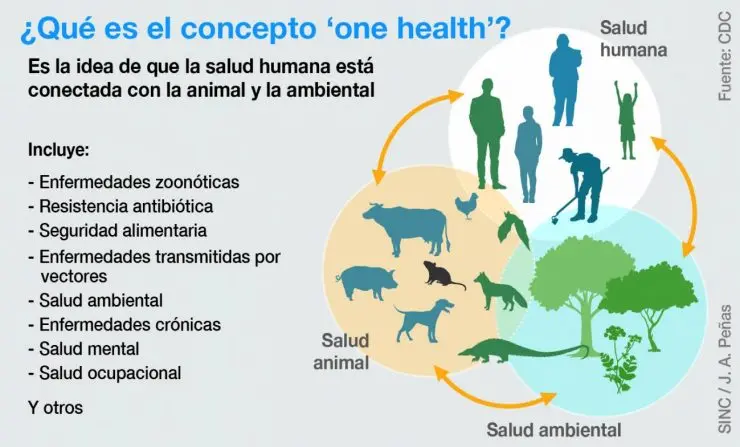 ¿Qué es el concepto ‘one health’?
Es la idea de que la salud humana está
conectada con la animal y la ambiental
Incluye:
- Enfermedades zoonóticas
- Resistencia antibiótica
- Seguridad alimentaria
- Enfermedades transmitidas por
vectores
- Salud ambiental
- Enfermedades crónicas
- Salud mental
- Salud ocupacional
Y otros
Salud
humana
Salud
animal
Salud ambiental
Fuente: CDC
SINC / J. A. Peñas